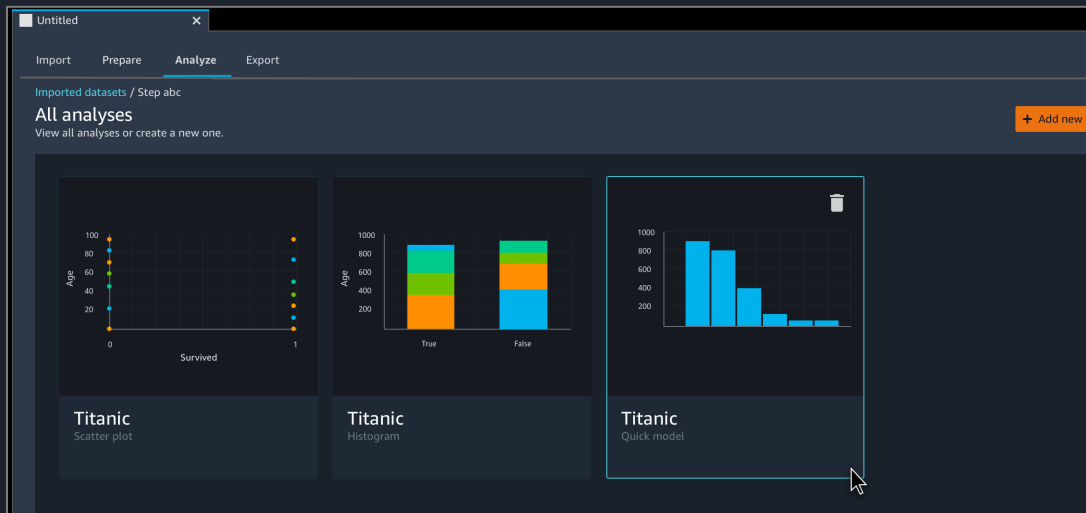 Untitled
Import Prepare Analyze Export
Imported datasets / Step abc
All analyses
View all analyses or create a new one.
+ Add new
100
80
60
40
20
Age
0 1
Survived
Titanic
Scatter plot
1000
800
600
400
200
Age
True False
Titanic
Histogram
1000
800
600
400
200
Titanic
Quick model